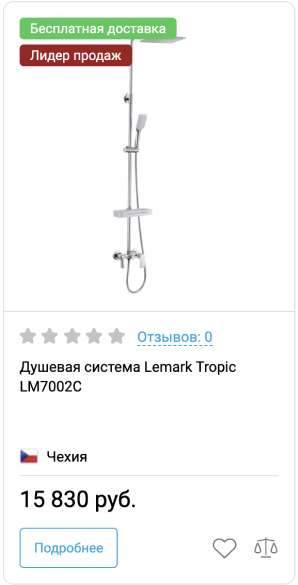 Бесплатная доставка
Лидер продаж
Отзывов: 0
Душевая система Lemark Tropic
LM7002C
Чехия
15 830 руб.
Подробнее